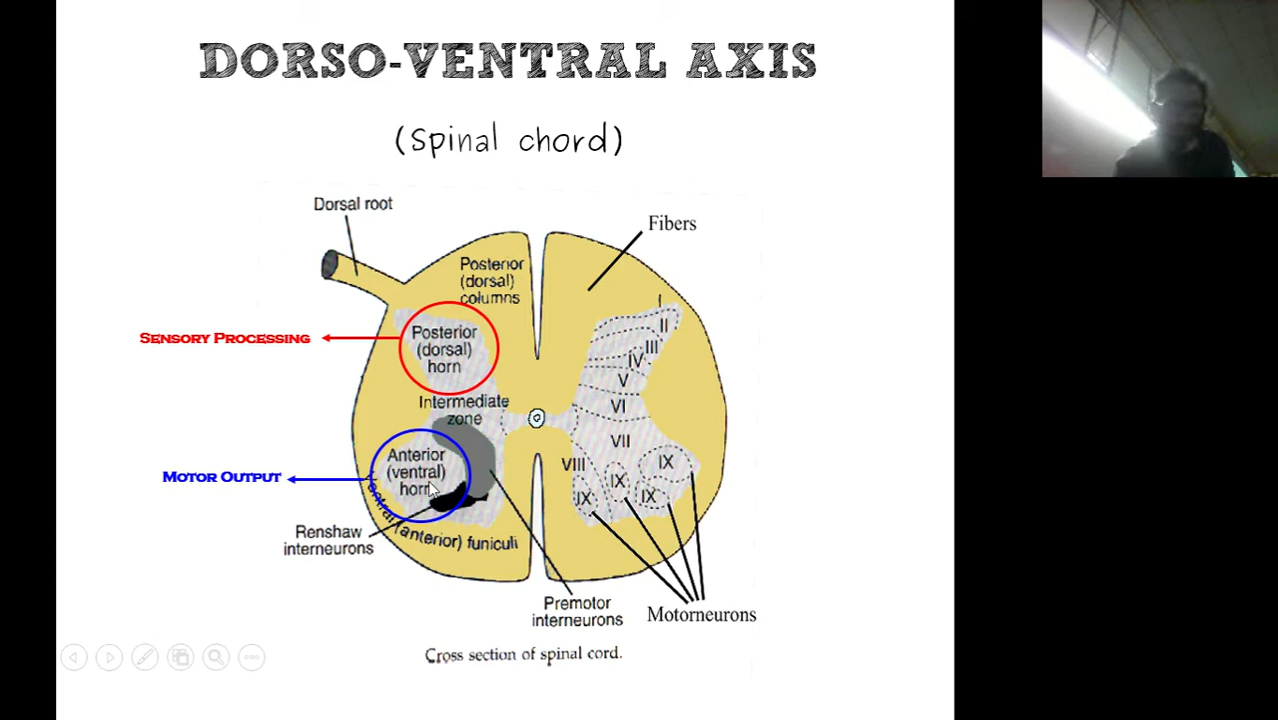 DORSO-VENTRAL AXIS
(Spinal chord)
Dorsal root
Fibers
Posterior
(dorsal)
columns
SENSORY PROCESSING
Posterior
(dorsal)
horn
I
II
III
IV
V
Intermediate
zone
VI
VII
MOTOR OUTPUT
Anterior
(ventral)
horn
VIII
IX
IX
IX
IX
Renshaw
interneurons
Ventral (anterior) funiculi
Premotor
interneurons
Motorneurons
Cross section of spinal cord.